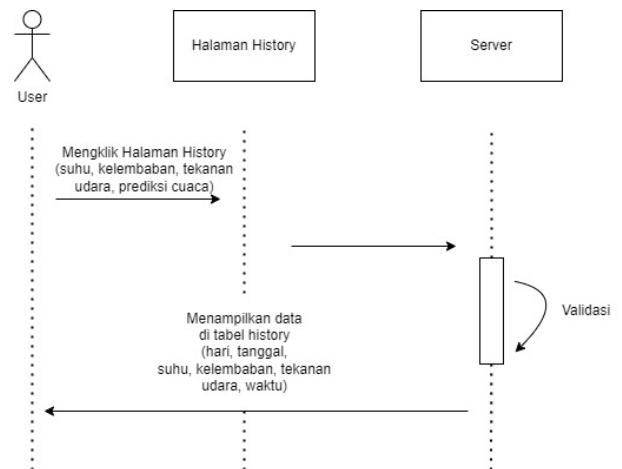 Halaman History
Server
User
Mengklik Halaman History
(suhu, kelembaban, tekanan
udara, prediksi cuaca)
Validasi
Menampilkan data
di tabel history
(hari, tanggal,
suhu, kelembaban, tekanan
udara, waktu)